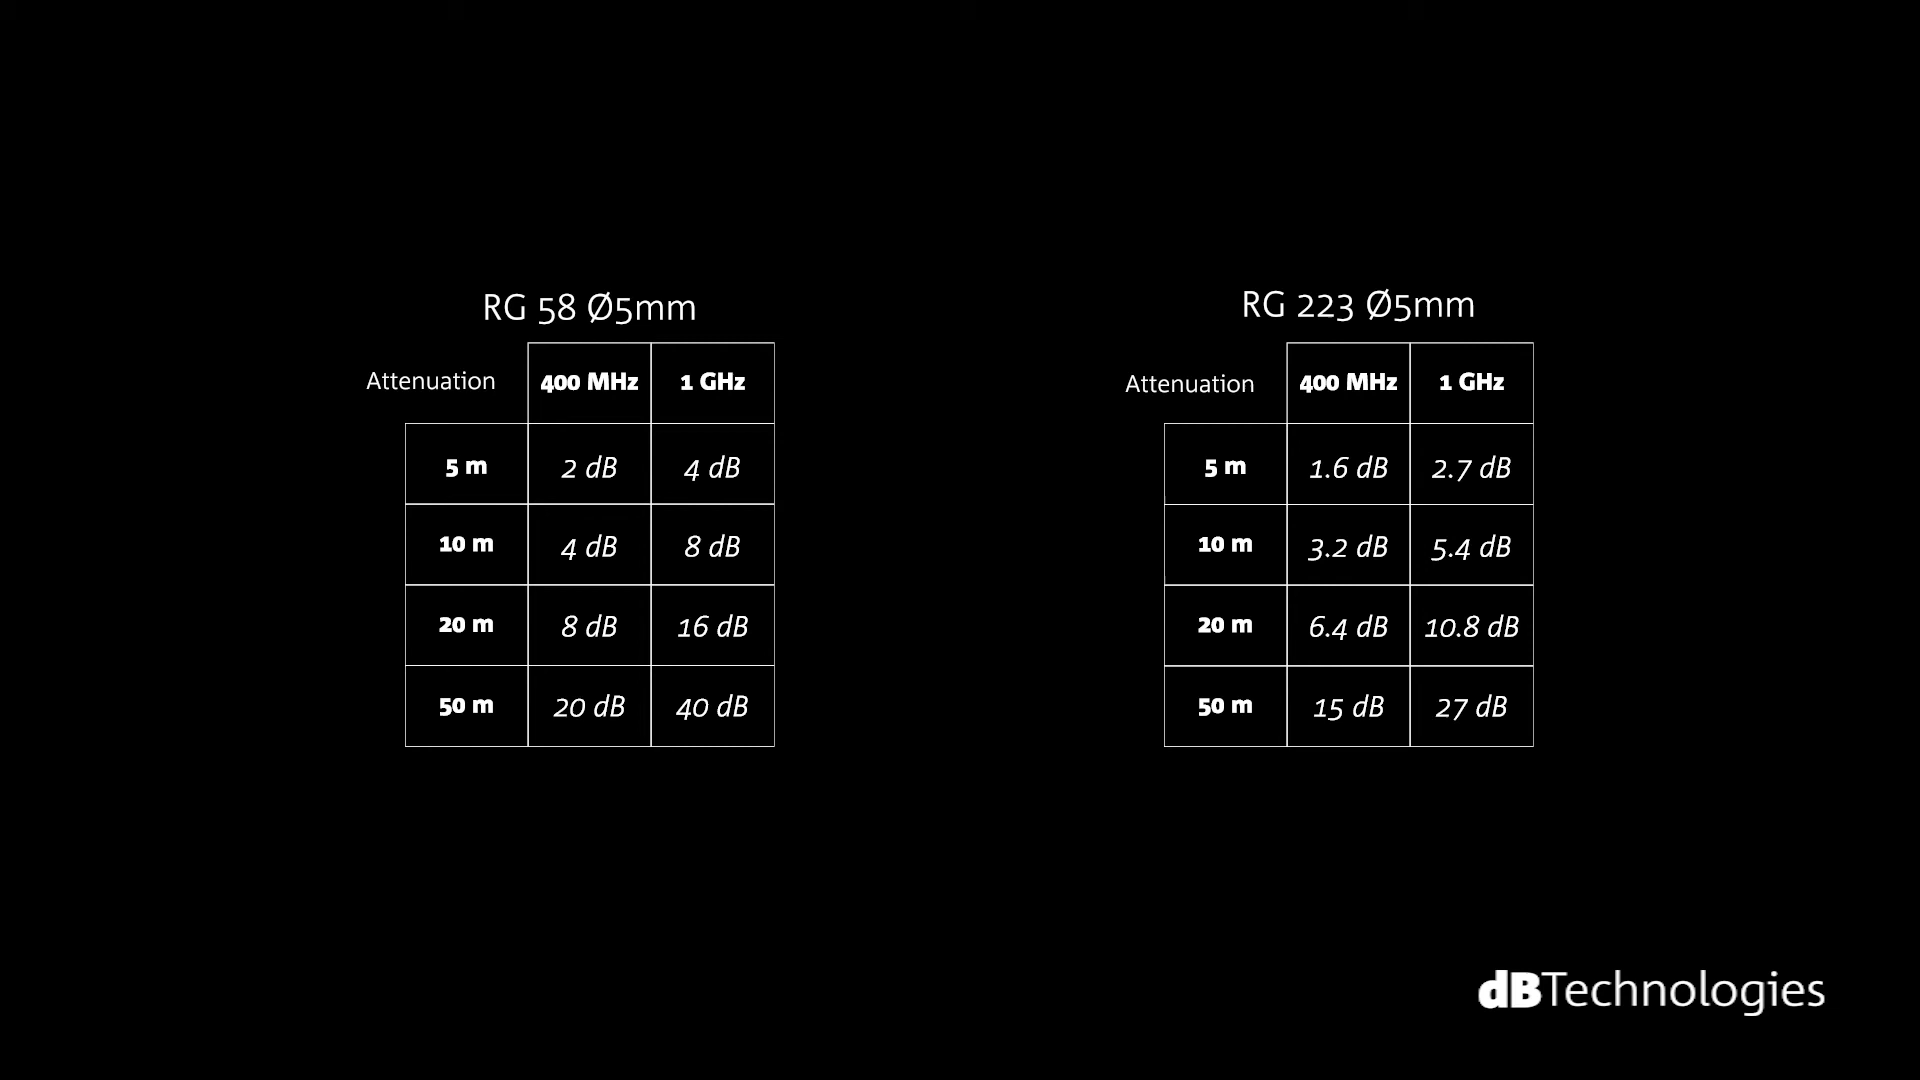 RG 58 Ø5mm
Attenuation 400 MHz 1 GHz
5 m 2 dB 4 dB
10 m 4 dB 8 dB
20 m 8 dB 16 dB
50 m 20 dB 40 dB
RG 223 Ø5mm
Attenuation 400 MHz 1 GHz
5 m 1.6 dB 2.7 dB
10 m 3.2 dB 5.4 dB
20 m 6.4 dB 10.8 dB
50 m 15 dB 27 dB
dBTechnologies